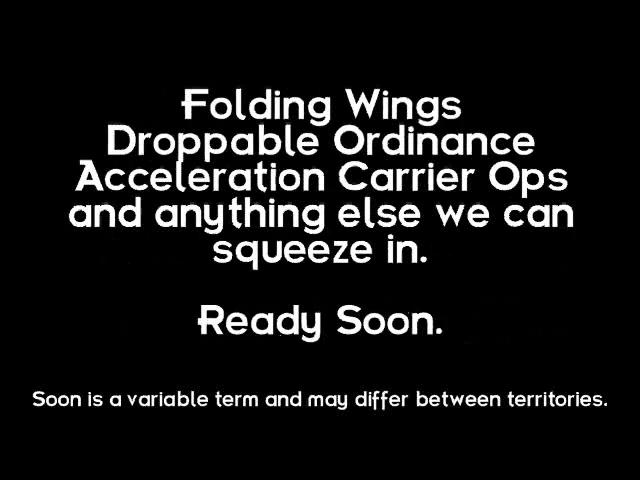 Folding Wings
Droppable Ordinance
Acceleration Carrier Ops
and anything else we can
squeeze in.
Ready Soon.
Soon is a variable term and may differ between territories.